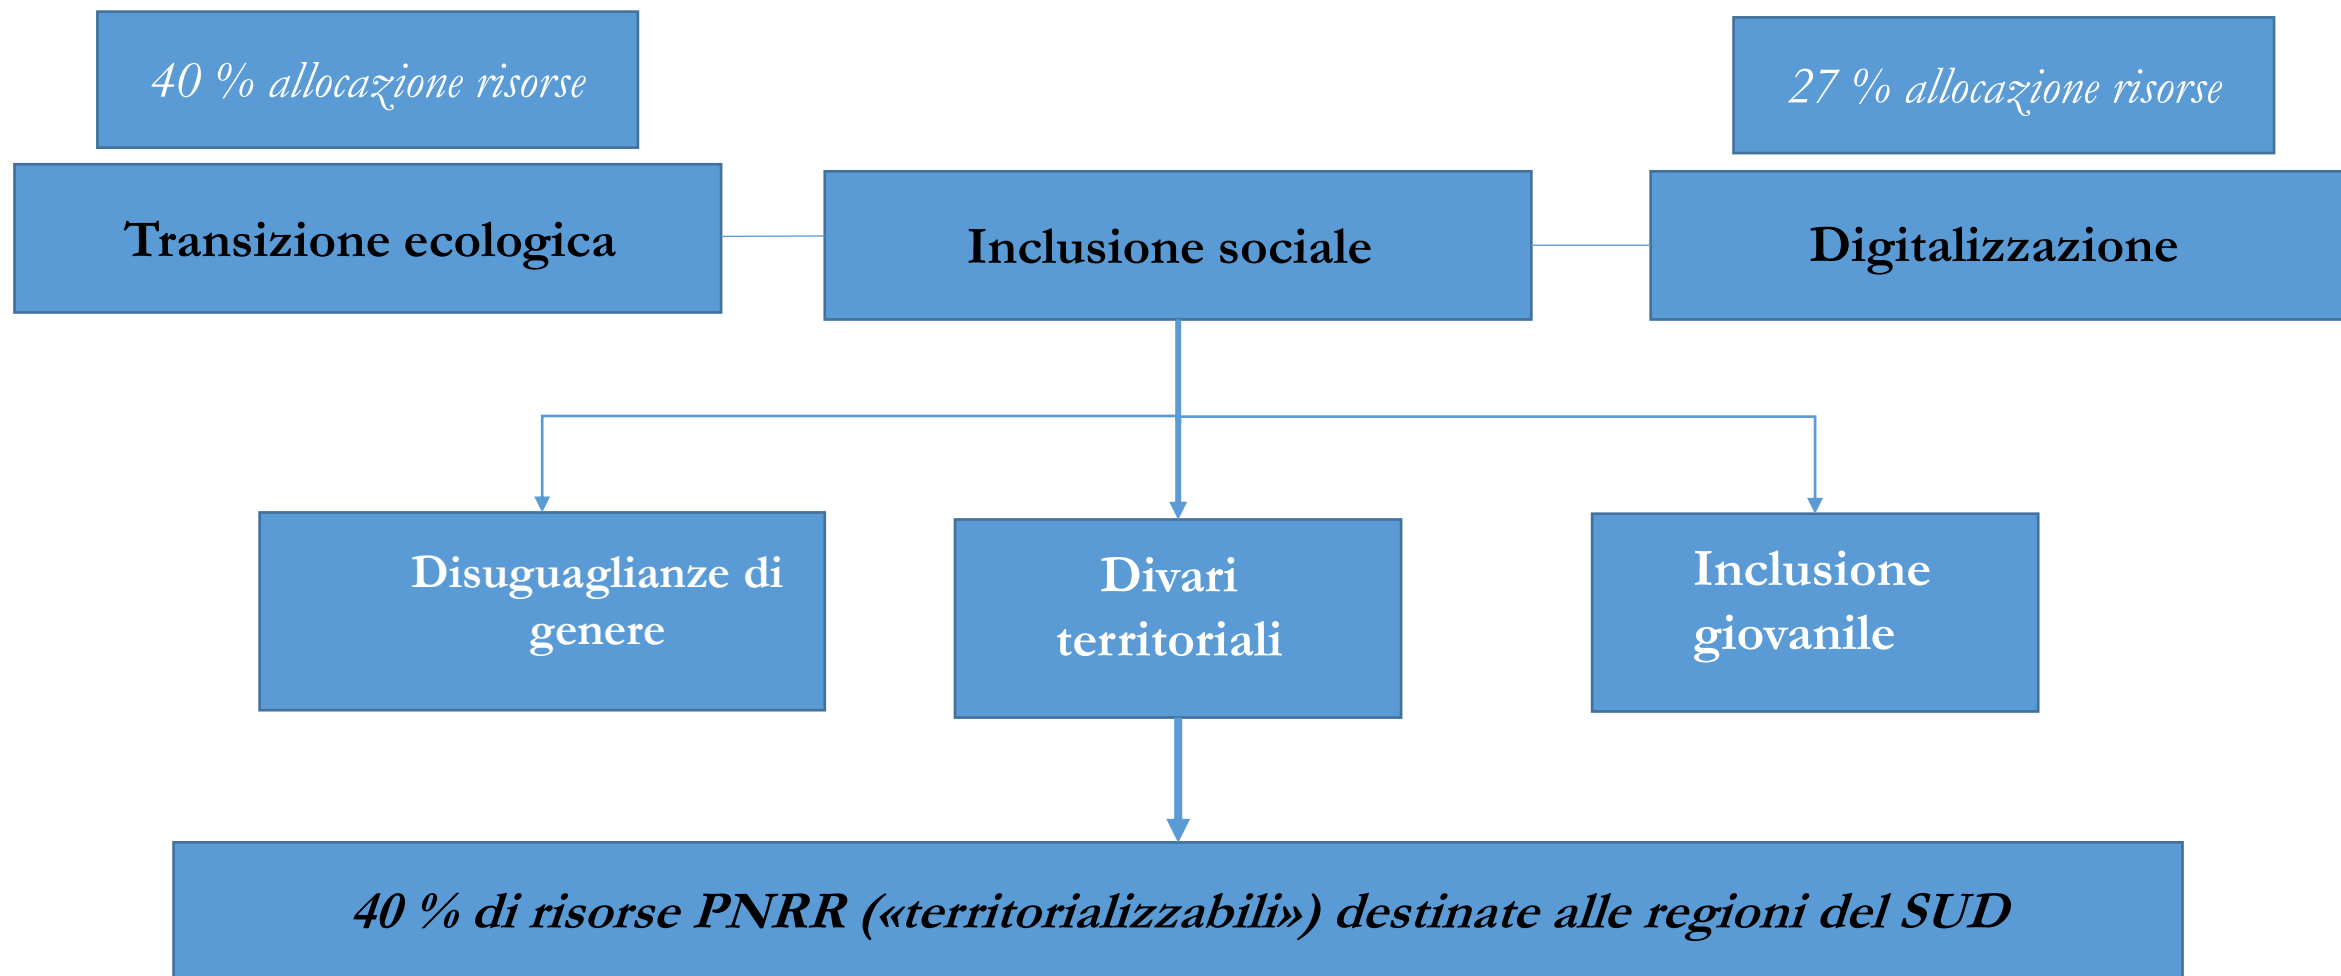 40 % allocazione risorse
27 % allocazione risorse
Transizione ecologica
Inclusione sociale
Digitalizzazione
Disuguaglianze di
genere
Divari
territoriali
Inclusione
giovanile
40 % di risorse PNRR («territorializzabili») destinate alle regioni del SUD